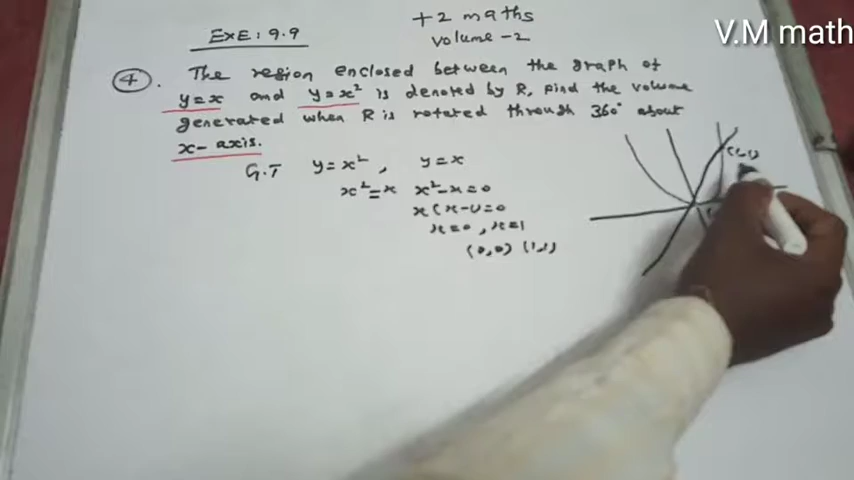 EXE: 9.9
+2 maths
volume -2
V.M math
4. The region enclosed between the graph of
y = x and y = x² is denoted by R, find the volume
generated when R is rotated through 360° about
x- axis.
G.T y = x² , y = x
x² = x x² - x = 0
x(x-1) = 0
x = 0 , x = 1
(0,0) (1,1)
(1,1)